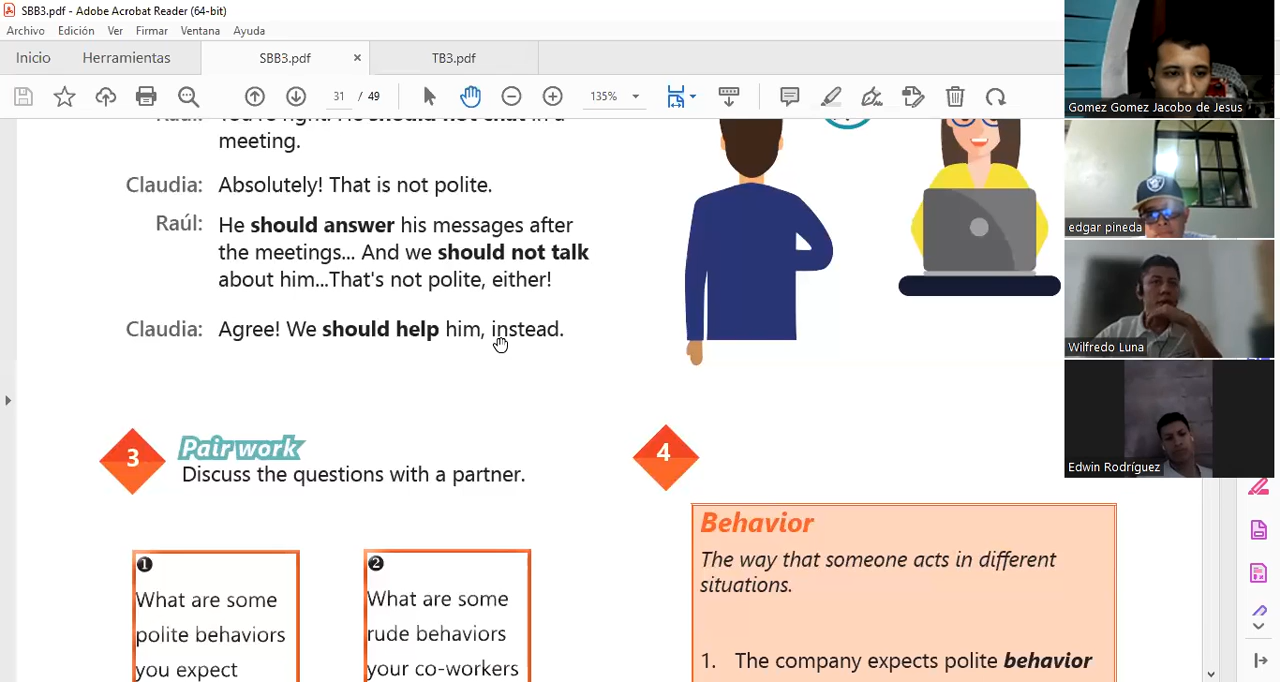 SBB3.pdf - Adobe Acrobat Reader (64-bit)
Archivo Edición Ver Firmar Ventana Ayuda
Inicio Herramientas SBB3.pdf × TB3.pdf
31 / 49 135%
meeting.
Claudia: Absolutely! That is not polite.
Raúl: He should answer his messages after
the meetings... And we should not talk
about him...That's not polite, either!
Claudia: Agree! We should help him, instead.
3 Pair work
Discuss the questions with a partner.
4
1
What are some
polite behaviors
you expect
2
What are some
rude behaviors
your co-workers
Behavior
The way that someone acts in different
situations.
1. The company expects polite behavior
Gomez Gomez Jacobo de Jesus
edgar pineda
Wilfredo Luna
Edwin Rodríguez